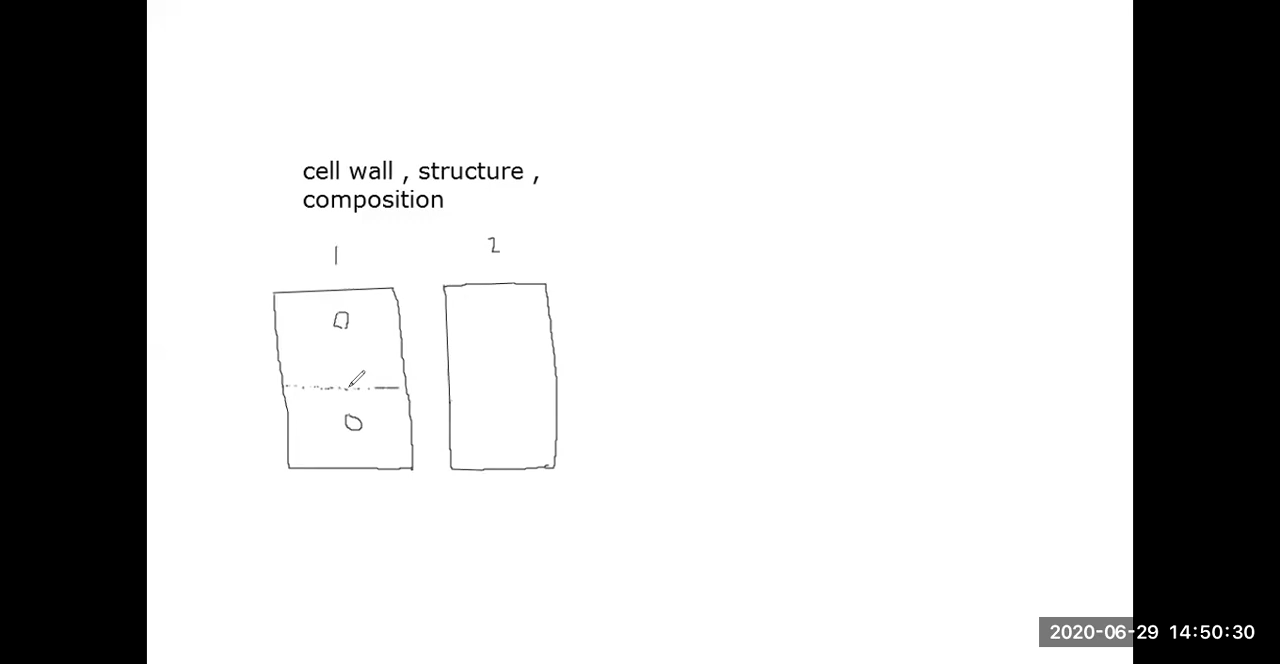 cell wall , structure ,
composition
1
2
2020-06-29 14:50:30